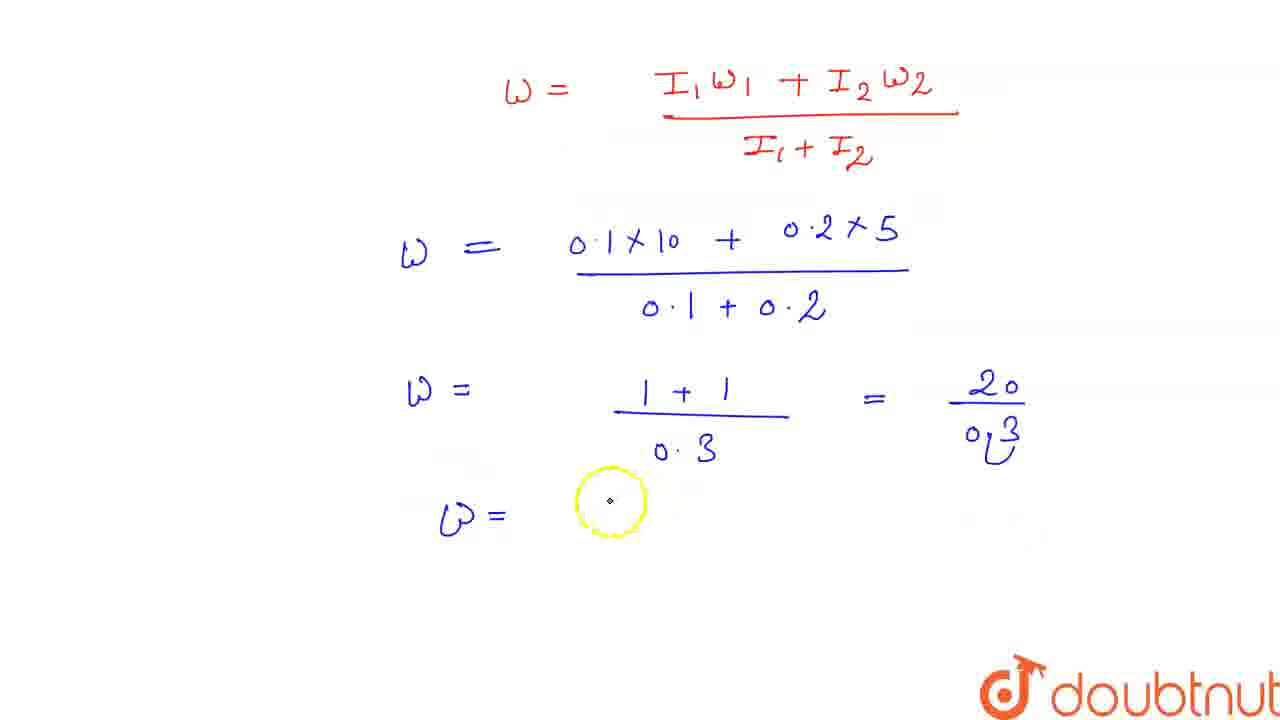 ω = I₁ω₁ + I₂ω₂ / I₁ + I₂
ω = 0.1×10 + 0.2×5 / 0.1 + 0.2
ω = 1 + 1 / 0.3 = 20 / 0.3
ω =
doubtnut